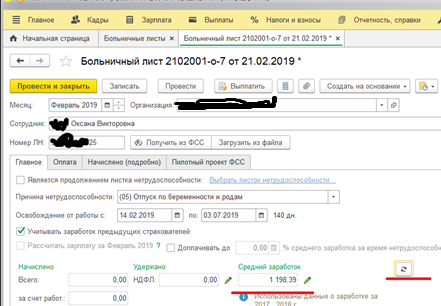 Главное Кадры Зарплата Выплаты Налоги и взносы Отчетность, справки
Начальная страница Больничные листы × Больничный лист 2102001-о-7 от 21.02.2019 * ×
Больничный лист 2102001-о-7 от 21.02.2019 *
Провести и закрыть Записать Провести Выплатить Создать на основании
Месяц: Февраль 2019 Организация
Сотрудник: Оксана Викторовна
Номер ЛН: 25 Получить из ФСС Загрузить из файла
Главное Оплата Начислено (подробно) Пилотный проект ФСС
Является продолжением листка нетрудоспособности: Выбрать листок нетрудоспособности...
Причина нетрудоспособности: (05) Отпуск по беременности и родам
Освобождение от работы с: 14.02.2019 по: 03.07.2019 140 дн.
Учитывать заработок предыдущих страхователей
Рассчитать зарплату за Февраль 2019 ? Доплачивать до 0,00 % среднего заработка за время нетрудоспособн
Начислено Удержано Средний заработок
Всего: 0,00 НДФЛ: 0,00 1 198,39
за счет работ.: 0,00 Использованы данные о заработке за
2017, 2018 г.